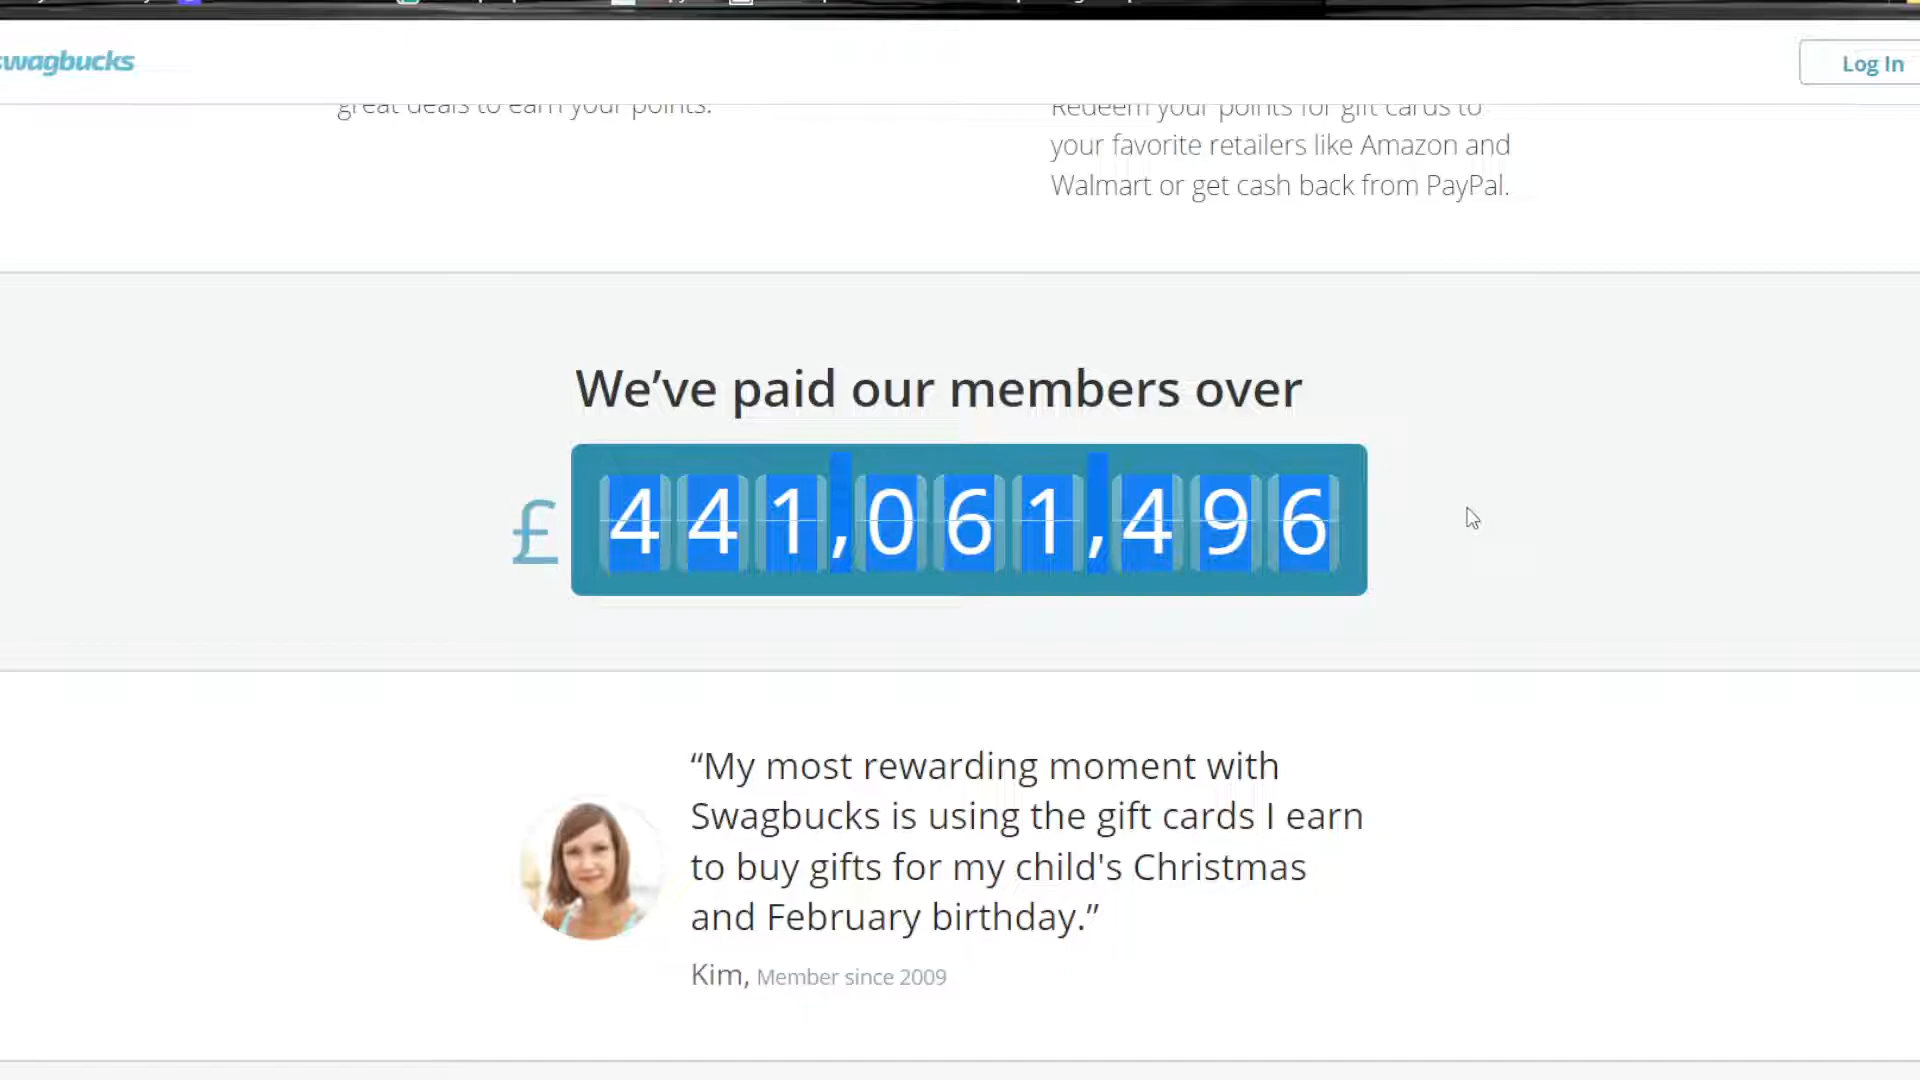 swagbucks
Log In
great deals to earn your points.
Redeem your points for gift cards to
your favorite retailers like Amazon and
Walmart or get cash back from PayPal.
We’ve paid our members over
£ 441,061,496
“My most rewarding moment with
Swagbucks is using the gift cards I earn
to buy gifts for my child's Christmas
and February birthday.”
Kim, Member since 2009